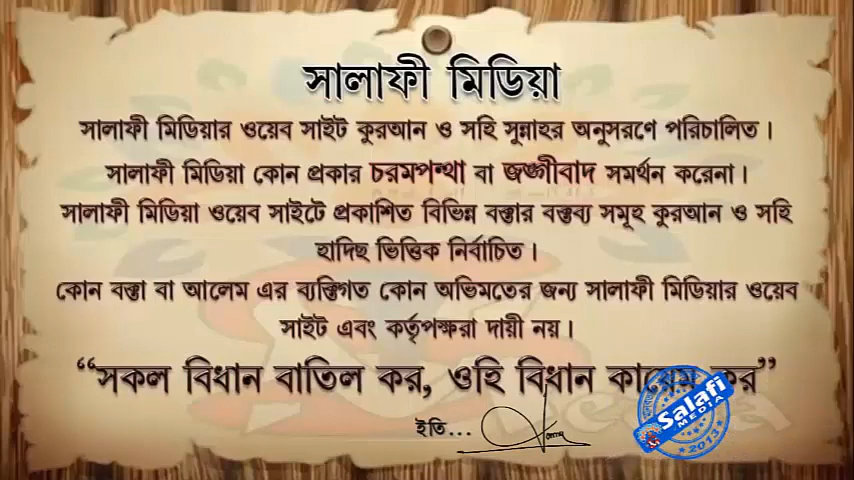 সালাফী মিডিয়া
সালাফী মিডিয়ার ওয়েব সাইট কুরআন ও সহি সুন্নাহর অনুসরণে পরিচালিত।
সালাফী মিডিয়া কোন প্রকার চরমপন্থা বা জঙ্গীবাদ সমর্থন করেনা।
সালাফী মিডিয়া ওয়েব সাইটে প্রকাশিত বিভিন্ন বক্তার বক্তব্য সমূহ কুরআন ও সহি
হাদিছ ভিত্তিক নির্বাচিত।
কোন বক্তা বা আলেম এর ব্যক্তিগত কোন অভিমতের জন্য সালাফী মিডিয়ার ওয়েব
সাইট এবং কর্তৃপক্ষরা দায়ী নয়।
“সকল বিধান বাতিল কর, ওহি বিধান কায়েম কর”
ইতি...
Salafi
MEDIA
2013